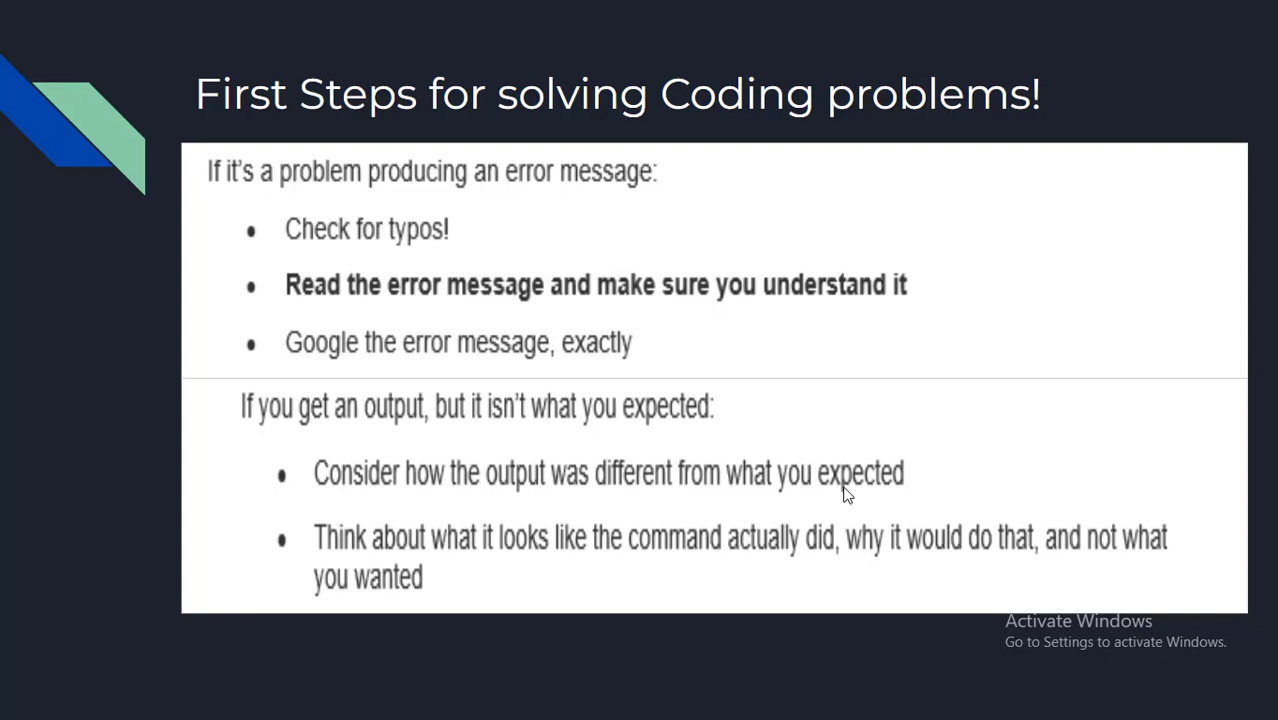 First Steps for solving Coding problems!
If it's a problem producing an error message:
• Check for typos!
• Read the error message and make sure you understand it
• Google the error message, exactly
If you get an output, but it isn't what you expected:
• Consider how the output was different from what you expected
• Think about what it looks like the command actually did, why it would do that, and not what
you wanted
Activate Windows
Go to Settings to activate Windows.